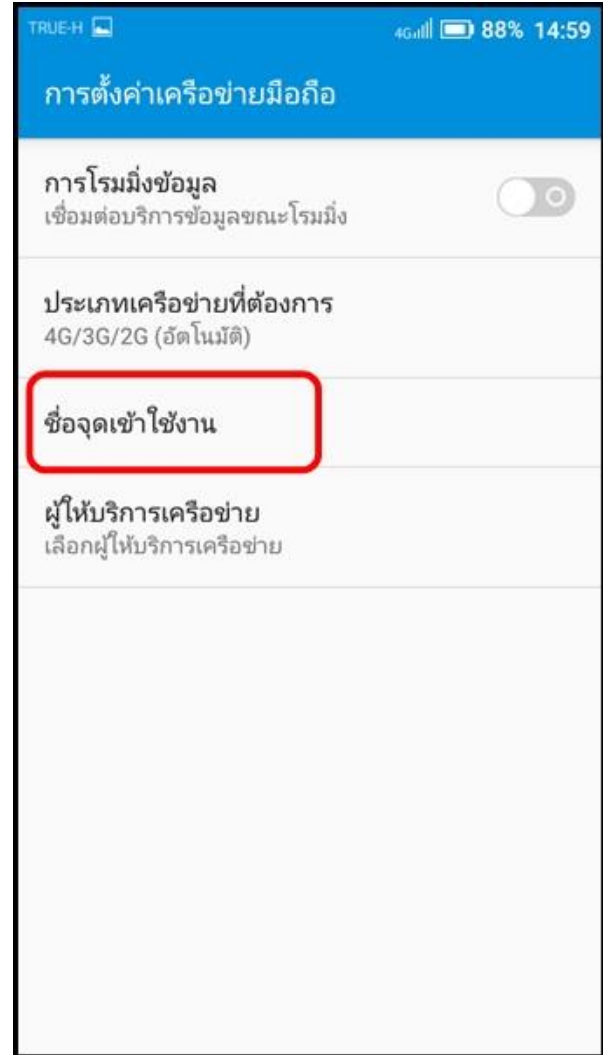 TRUE-H 4G 88% 14:59
การตั้งค่าเครือข่ายมือถือ
การโรมมิ่งข้อมูล
เชื่อมต่อบริการข้อมูลขณะโรมมิ่ง
ประเภทเครือข่ายที่ต้องการ
4G/3G/2G (อัตโนมัติ)
ชื่อจุดเข้าใช้งาน
ผู้ให้บริการเครือข่าย
เลือกผู้ให้บริการเครือข่าย